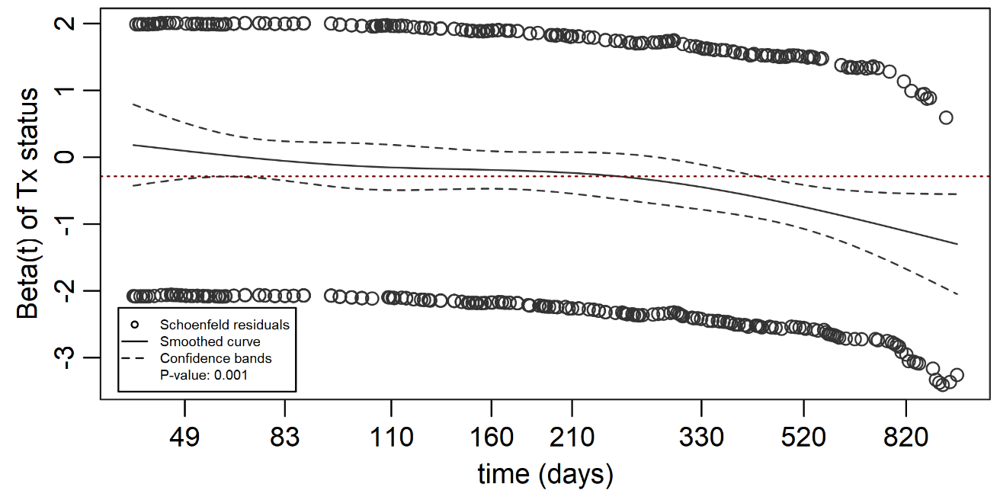 Beta(t) of Tx status
2
1
0
-1
-2
-3
Schoenfeld residuals
Smoothed curve
Confidence bands
P-value: 0.001
49 83 110 160 210 330 520 820
time (days)